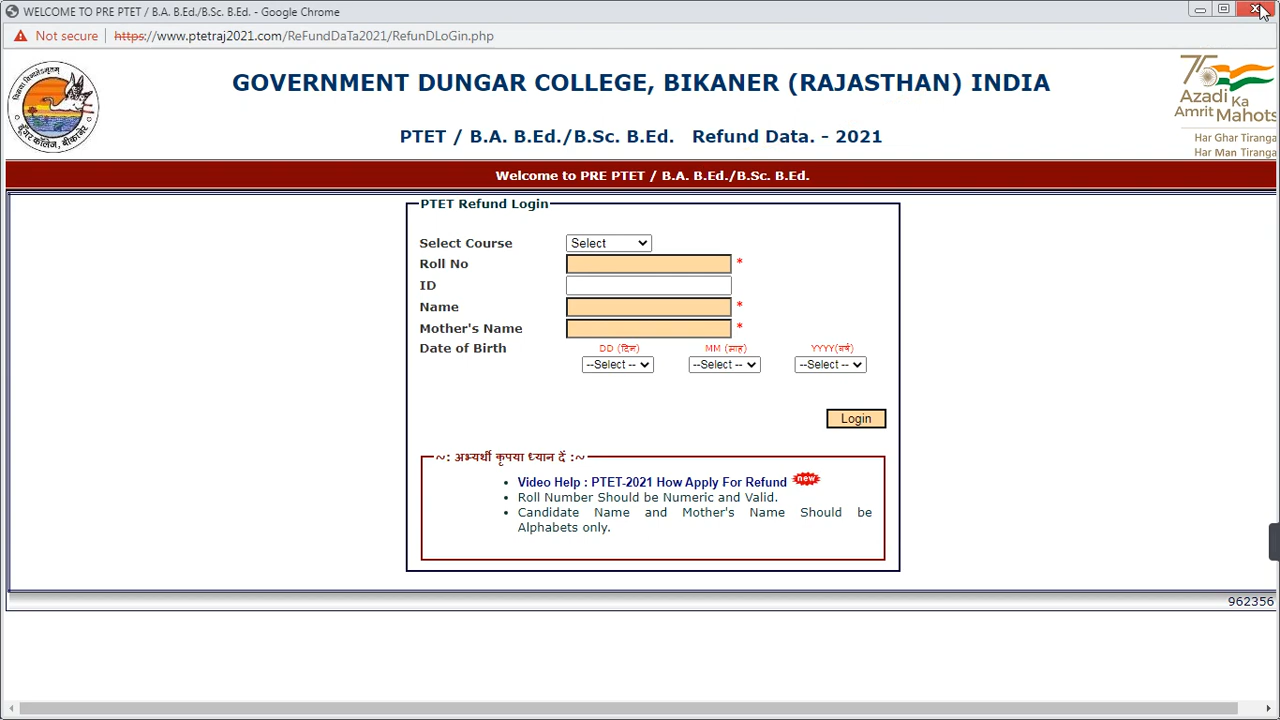 WELCOME TO PRE PTET / B.A. B.Ed./B.Sc. B.Ed. - Google Chrome
Not secure | https://www.ptetraj2021.com/ReFundDaTa2021/RefunDLoGin.php
GOVERNMENT DUNGAR COLLEGE, BIKANER (RAJASTHAN) INDIA
PTET / B.A. B.Ed./B.Sc. B.Ed. Refund Data. - 2021
75
Azadi Ka
Amrit Mahots
Har Ghar Tiranga
Har Man Tiranga
Welcome to PRE PTET / B.A. B.Ed./B.Sc. B.Ed.
PTET Refund Login
Select Course Select
Roll No *
ID
Name *
Mother's Name *
Date of Birth DD (दिन) MM (माह) YYYY(वर्ष)
--Select -- --Select -- --Select --
Login
~: अभ्यर्थी कृपया ध्यान दें :~
• Video Help : PTET-2021 How Apply For Refund new
• Roll Number Should be Numeric and Valid.
• Candidate Name and Mother's Name Should be
Alphabets only.
962356